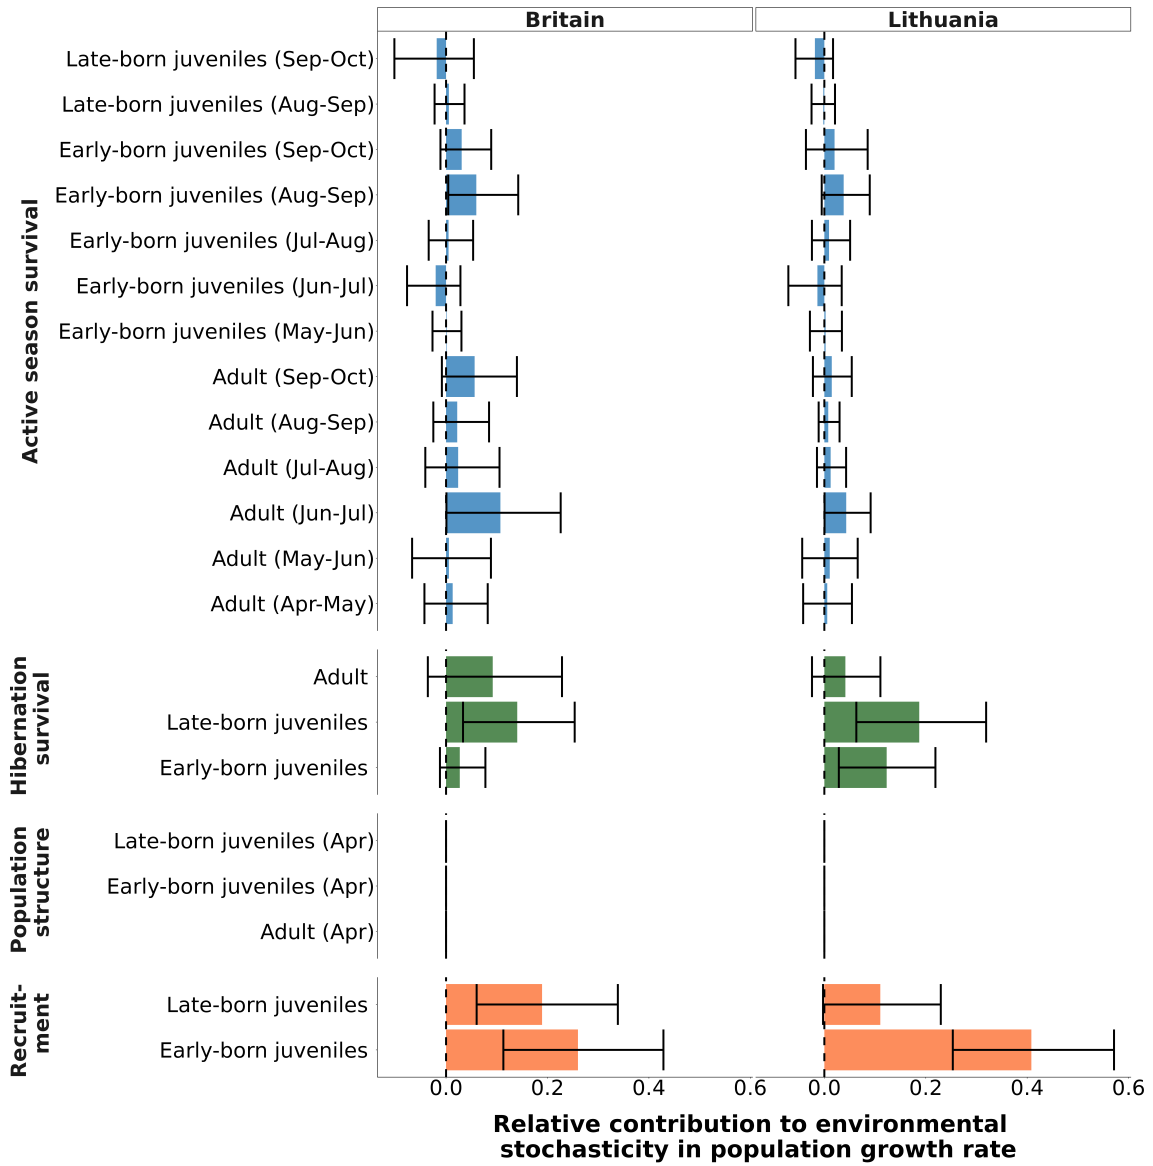 Britain
Lithuania
Active season survival
Late-born juveniles (Sep-Oct)
Late-born juveniles (Aug-Sep)
Early-born juveniles (Sep-Oct)
Early-born juveniles (Aug-Sep)
Early-born juveniles (Jul-Aug)
Early-born juveniles (Jun-Jul)
Early-born juveniles (May-Jun)
Adult (Sep-Oct)
Adult (Aug-Sep)
Adult (Jul-Aug)
Adult (Jun-Jul)
Adult (May-Jun)
Adult (Apr-May)
Hibernation
survival
Adult
Late-born juveniles
Early-born juveniles
Population
structure
Late-born juveniles (Apr)
Early-born juveniles (Apr)
Adult (Apr)
Recruit-
ment
Late-born juveniles
Early-born juveniles
0.0 0.2 0.4 0.6 0.0 0.2 0.4 0.6
Relative contribution to environmental
stochasticity in population growth rate